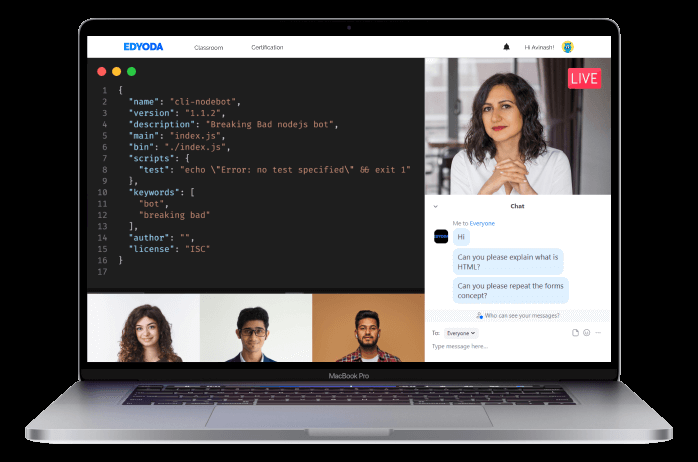 EDYODA
Classroom
Certification
Hi Avinash!
1 {
2 "name": "cli-nodebot",
3 "version": "1.1.2",
4 "description": "Breaking Bad nodejs bot",
5 "main": "index.js",
6 "bin": "./index.js",
7 "scripts": {
8 "test": "echo \"Error: no test specified\" && exit 1"
9 },
10 "keywords": [
11 "bot",
12 "breaking bad"
13 ],
14 "author": "",
15 "license": "ISC"
16 }
17
LIVE
Chat
Me to Everyone
EDYODA
Hi
Can you please explain what is
HTML?
Can you please repeat the forms
concept?
Who can see your messages?
To: Everyone
Type message here...
MacBook Pro